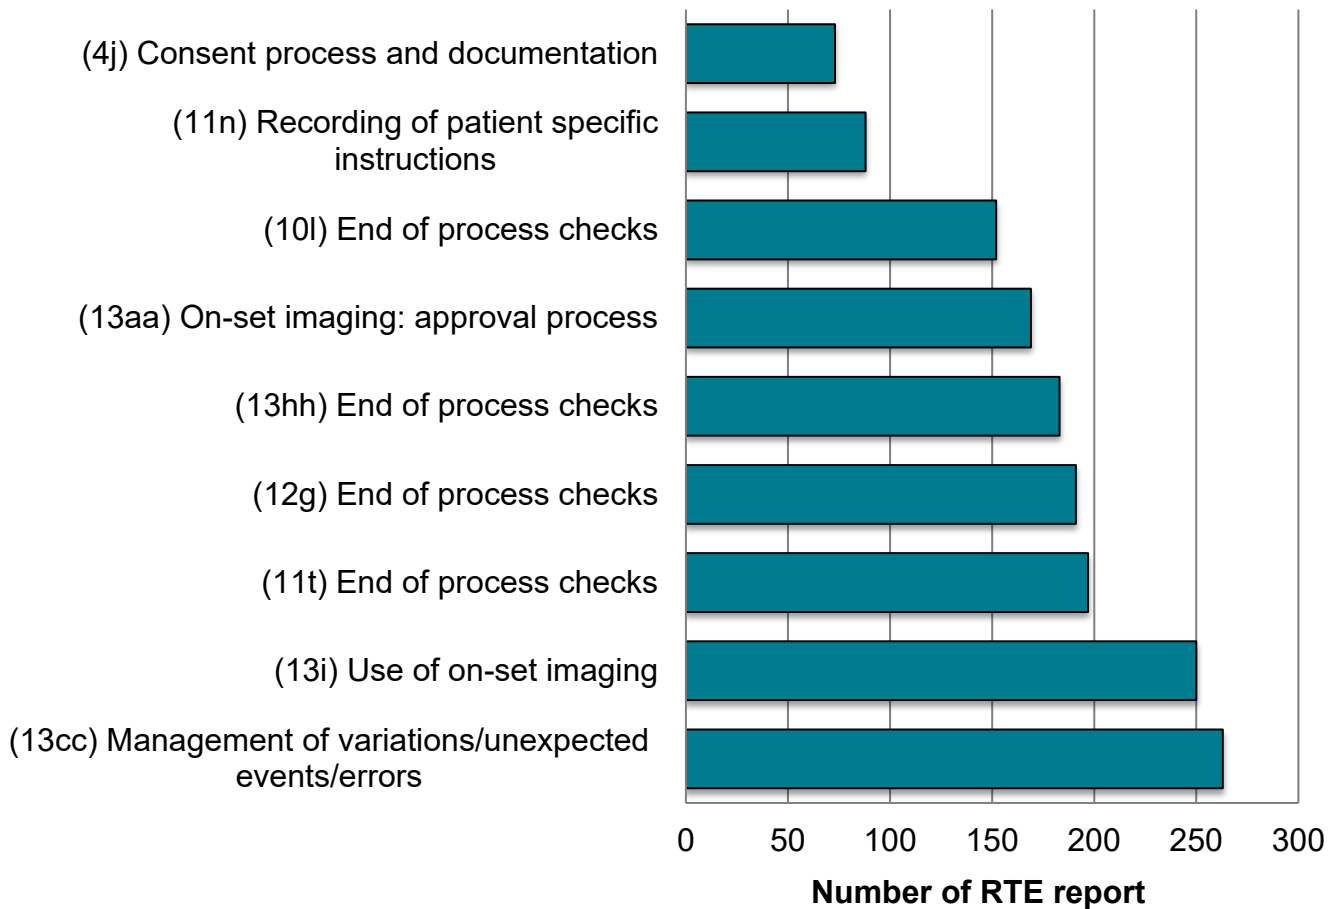 (4j) Consent process and documentation
(11n) Recording of patient specific
instructions
(10l) End of process checks
(13aa) On-set imaging: approval process
(13hh) End of process checks
(12g) End of process checks
(11t) End of process checks
(13i) Use of on-set imaging
(13cc) Management of variations/unexpected
events/errors
0 50 100 150 200 250 300
Number of RTE report